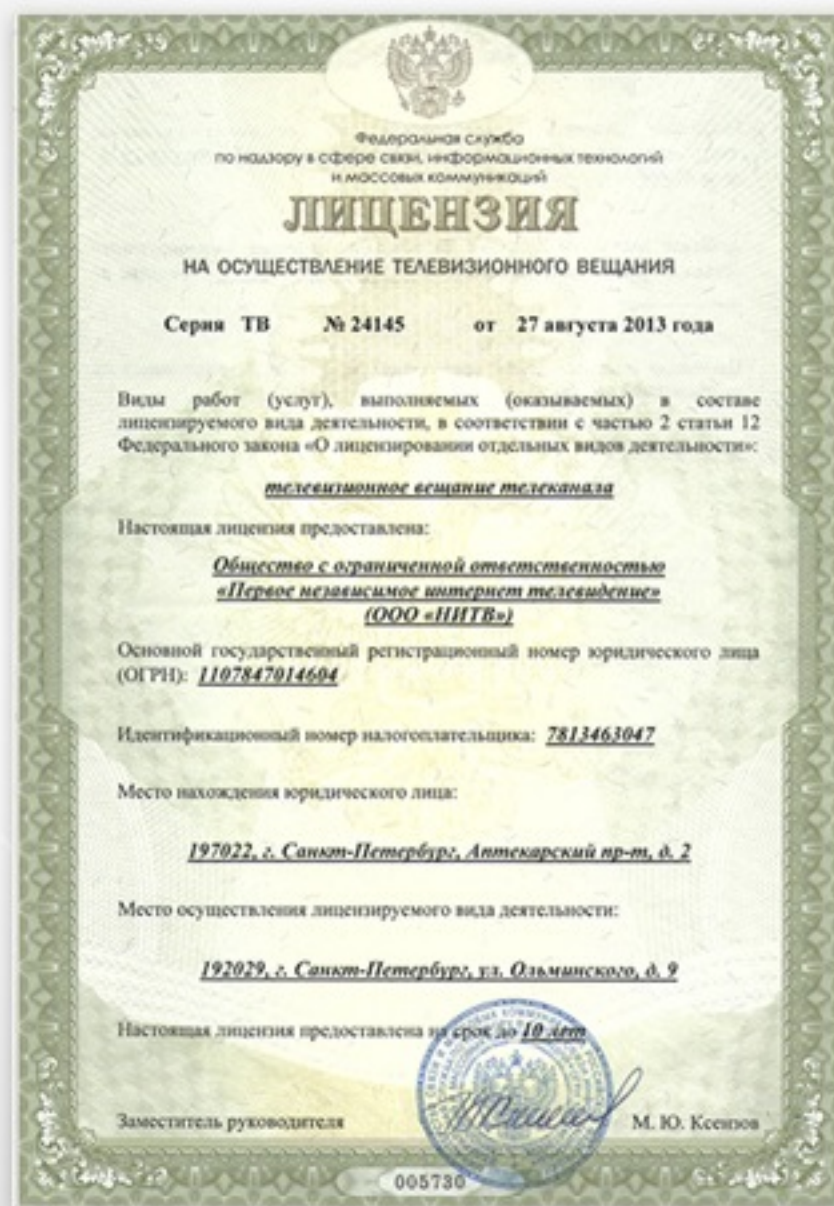 Федеральная служба
по надзору в сфере связи, информационных технологий
и массовых коммуникаций
ЛИЦЕНЗИЯ
НА ОСУЩЕСТВЛЕНИЕ ТЕЛЕВИЗИОННОГО ВЕЩАНИЯ
Серия ТВ № 24145 от 27 августа 2013 года
Виды работ (услуг), выполняемых (оказываемых) в составе
лицензируемого вида деятельности, в соответствии с частью 2 статьи 12
Федерального закона «О лицензировании отдельных видов деятельности»:
телевизионное вещание телеканала
Настоящая лицензия предоставлена:
Общество с ограниченной ответственностью
«Первое независимое интернет телевидение»
(ООО «НИТВ»)
Основной государственный регистрационный номер юридического лица
(ОГРН): 1107847014604
Идентификационный номер налогоплательщика: 7813463047
Место нахождения юридического лица:
197022, г. Санкт-Петербург, Аптекарский пр-т, д. 2
Место осуществления лицензируемого вида деятельности:
192029, г. Санкт-Петербург, ул. Ольминского, д. 9
Настоящая лицензия предоставлена на срок до 10 лет
Заместитель руководителя М. Ю. Ксензов
005730